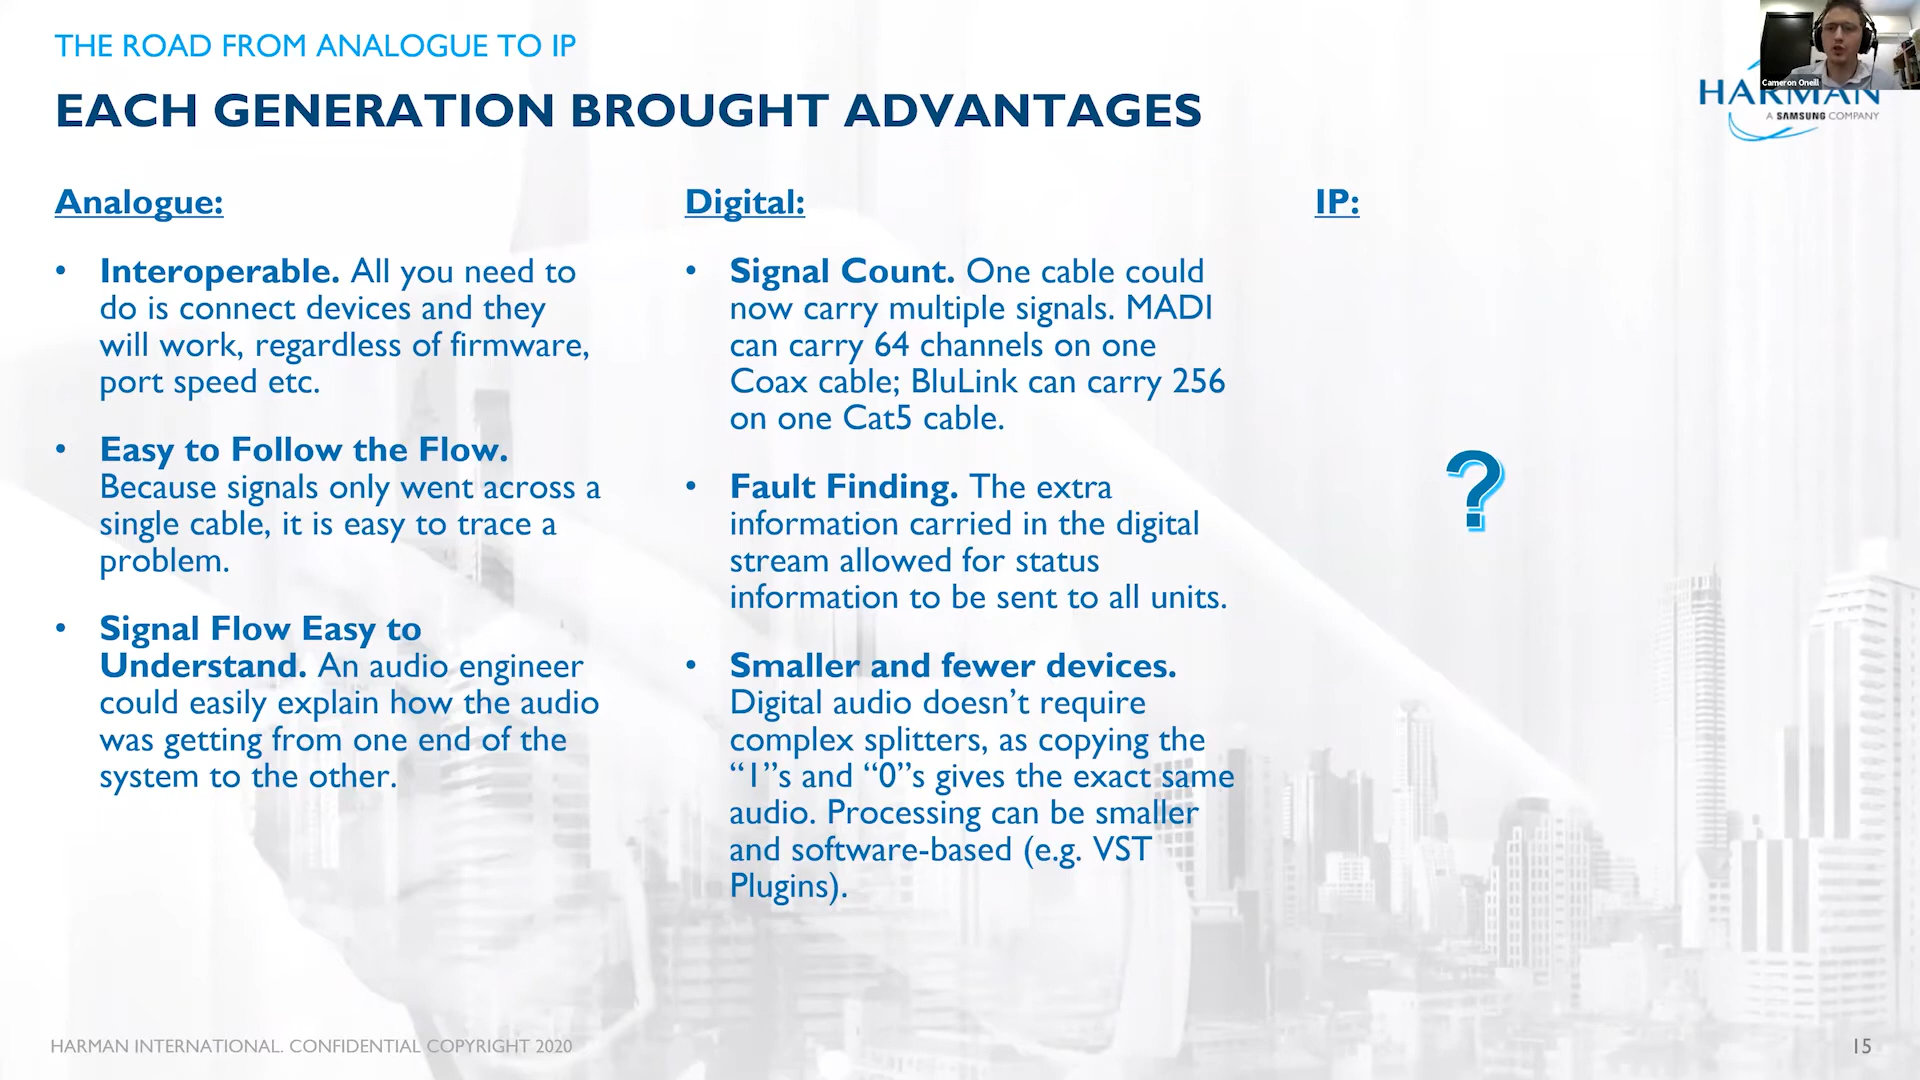 THE ROAD FROM ANALOGUE TO IP
EACH GENERATION BROUGHT ADVANTAGES
Cameron Oneill
HARMAN
A SAMSUNG COMPANY
Analogue:
• Interoperable. All you need to
do is connect devices and they
will work, regardless of firmware,
port speed etc.
• Easy to Follow the Flow.
Because signals only went across a
single cable, it is easy to trace a
problem.
• Signal Flow Easy to
Understand. An audio engineer
could easily explain how the audio
was getting from one end of the
system to the other.
Digital:
• Signal Count. One cable could
now carry multiple signals. MADI
can carry 64 channels on one
Coax cable; BluLink can carry 256
on one Cat5 cable.
• Fault Finding. The extra
information carried in the digital
stream allowed for status
information to be sent to all units.
• Smaller and fewer devices.
Digital audio doesn’t require
complex splitters, as copying the
“1”s and “0”s gives the exact same
audio. Processing can be smaller
and software-based (e.g. VST
Plugins).
IP:
?
HARMAN INTERNATIONAL. CONFIDENTIAL COPYRIGHT 2020
15